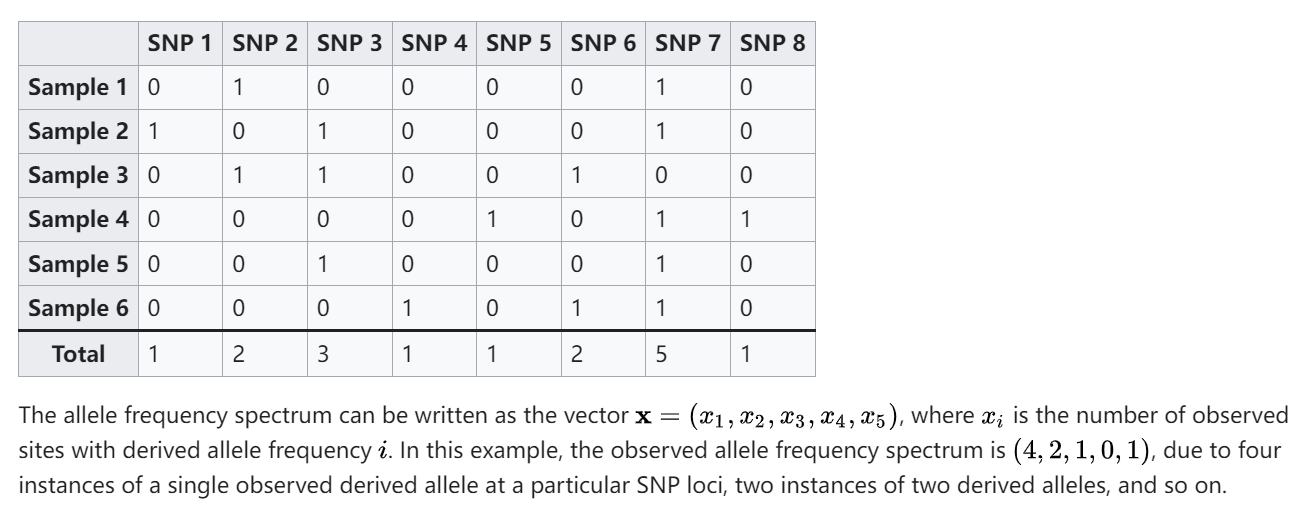 SNP 1 SNP 2 SNP 3 SNP 4 SNP 5 SNP 6 SNP 7 SNP 8
Sample 1 0 1 0 0 0 0 1 0
Sample 2 1 0 1 0 0 0 1 0
Sample 3 0 1 1 0 0 1 0 0
Sample 4 0 0 0 0 1 0 1 1
Sample 5 0 0 1 0 0 0 1 0
Sample 6 0 0 0 1 0 1 1 0
Total 1 2 3 1 1 2 5 1
The allele frequency spectrum can be written as the vector x = (x₁, x₂, x₃, x₄, x₅), where xᵢ is the number of observed
sites with derived allele frequency i. In this example, the observed allele frequency spectrum is (4, 2, 1, 0, 1), due to four
instances of a single observed derived allele at a particular SNP loci, two instances of two derived alleles, and so on.